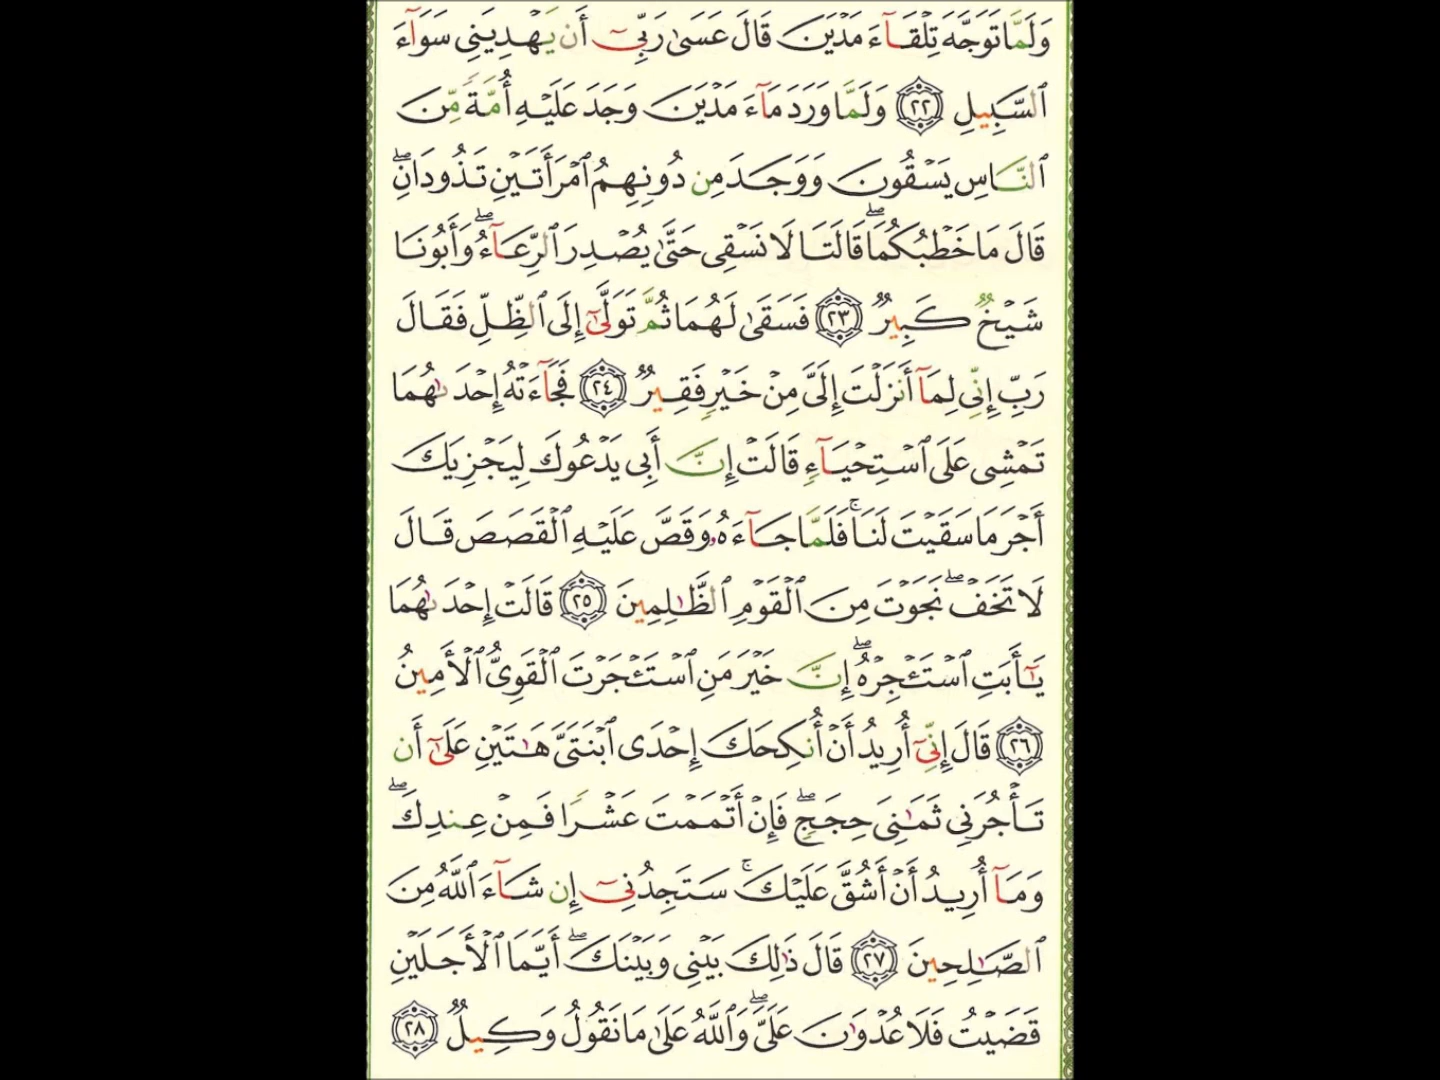 وَلَمَّا تَوَجَّهَ تِلْقَآءَ مَدْيَنَ قَالَ عَسَىٰ رَبِّىٓ أَن يَهْدِيَنِى سَوَآءَ
ٱلسَّبِيلِ ٢٢ وَلَمَّا وَرَدَ مَآءَ مَدْيَنَ وَجَدَ عَلَيْهِ أُمَّةً مِّنَ
ٱلنَّاسِ يَسْقُونَ وَوَجَدَ مِن دُونِهِمُ ٱمْرَأَتَيْنِ تَذُودَانِ ۖ
قَالَ مَا خَطْبُكُمَا ۖ قَالَتَا لَا نَسْقِى حَتَّىٰ يُصْدِرَ ٱلرِّعَآءُ ۖ وَأَبُونَا
شَيْخٌ كَبِيرٌ ٢٣ فَسَقَىٰ لَهُمَا ثُمَّ تَوَلَّىٰٓ إِلَى ٱلظِّلِّ فَقَالَ
رَبِّ إِنِّى لِمَآ أَنزَلْتَ إِلَىَّ مِنْ خَيْرٍ فَقِيرٌ ٢٤ فَجَآءَتْهُ إِحْدَىٰهُمَا
تَمْشِى عَلَى ٱسْتِحْيَآءٍ قَالَتْ إِنَّ أَبِى يَدْعُوكَ لِيَجْزِيَكَ
أَجْرَ مَا سَقَيْتَ لَنَا ۚ فَلَمَّا جَآءَهُۥ وَقَصَّ عَلَيْهِ ٱلْقَصَصَ قَالَ
لَا تَخَفْ ۖ نَجَوْتَ مِنَ ٱلْقَوْمِ ٱلظَّٰلِمِينَ ٢٥ قَالَتْ إِحْدَىٰهُمَا
يَٰٓأَبَتِ ٱسْتَـْٔجِرْهُ ۖ إِنَّ خَيْرَ مَنِ ٱسْتَـْٔجَرْتَ ٱلْقَوِىُّ ٱلْأَمِينُ
٢٦ قَالَ إِنِّىٓ أُرِيدُ أَنْ أُنكِحَكَ إِحْدَى ٱبْنَتَىَّ هَٰتَيْنِ عَلَىٰٓ أَن
تَأْجُرَنِى ثَمَٰنِىَ حِجَجٍ ۖ فَإِنْ أَتْمَمْتَ عَشْرًا فَمِنْ عِندِكَ ۖ
وَمَآ أُرِيدُ أَنْ أَشُقَّ عَلَيْكَ ۚ سَتَجِدُنِىٓ إِن شَآءَ ٱللَّهُ مِنَ
ٱلصَّٰلِحِينَ ٢٧ قَالَ ذَٰلِكَ بَيْنِى وَبَيْنَكَ ۖ أَيَّمَا ٱلْأَجَلَيْنِ
قَضَيْتُ فَلَا عُدْوَٰنَ عَلَىَّ ۖ وَٱللَّهُ عَلَىٰ مَا نَقُولُ وَكِيلٌ ٢٨